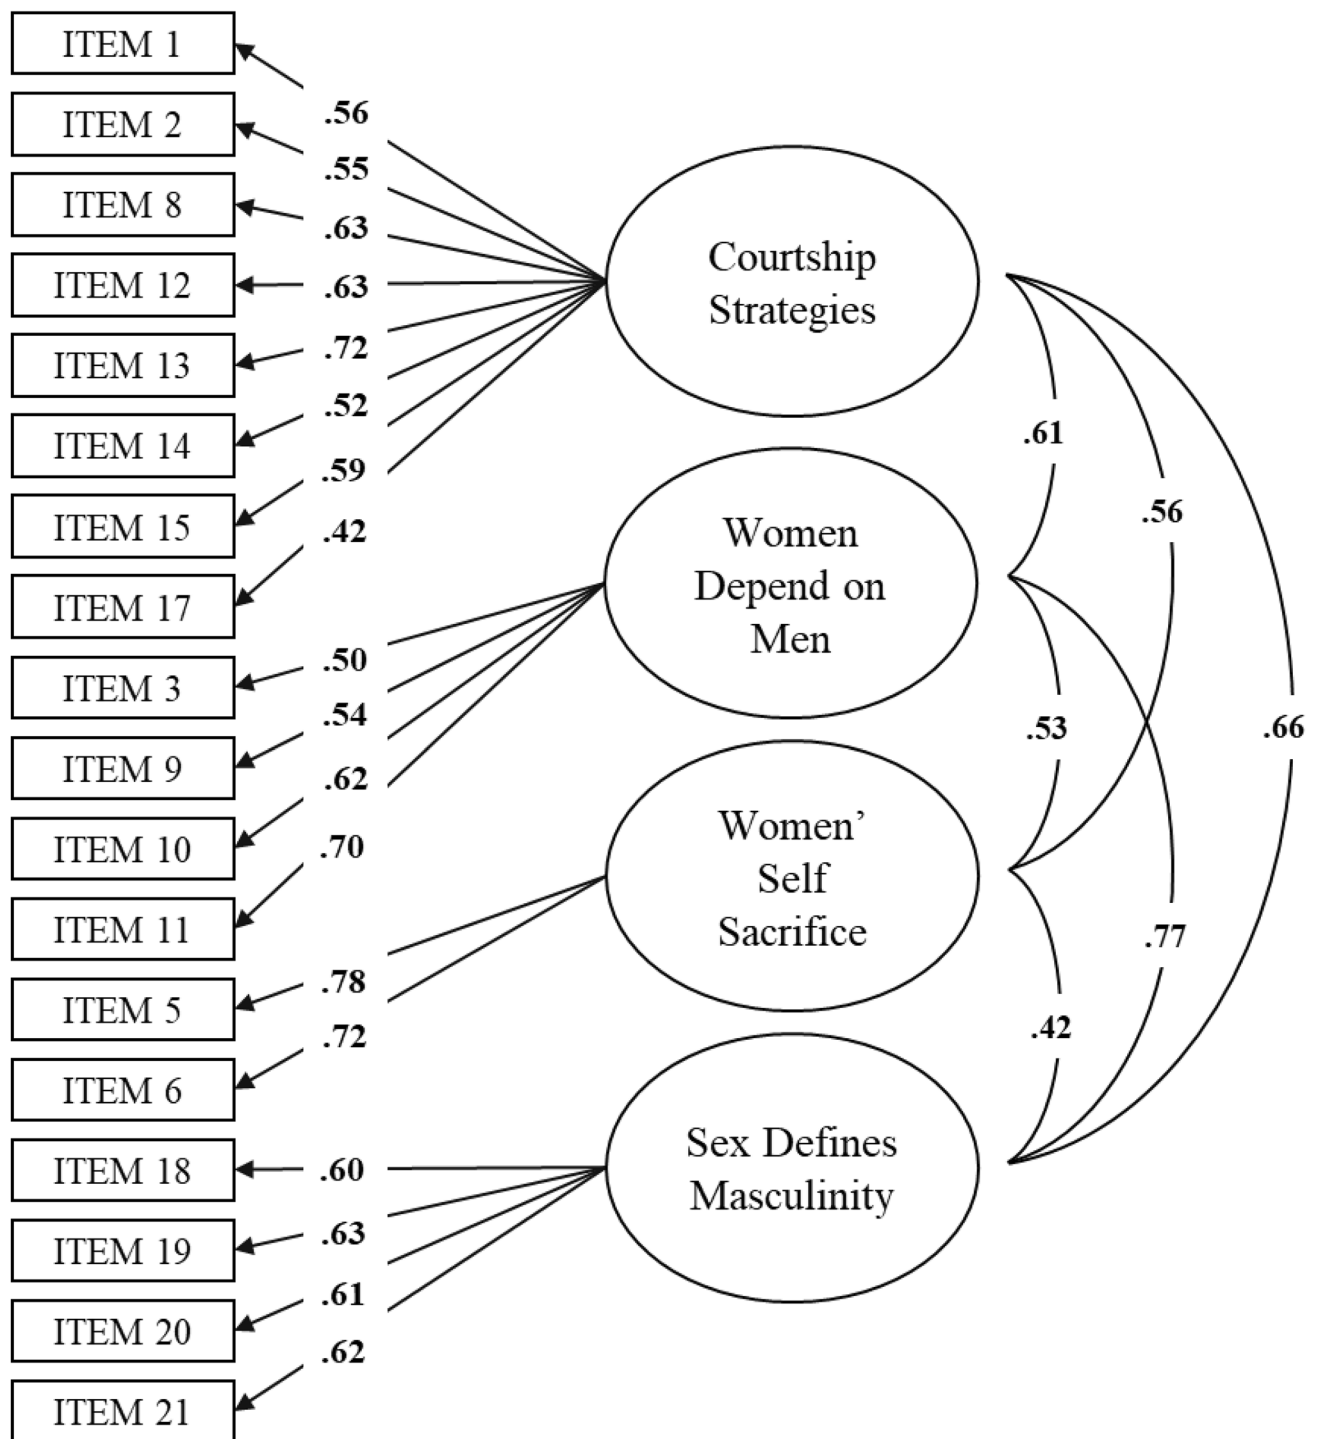 ITEM 1
ITEM 2
ITEM 8
ITEM 12
ITEM 13
ITEM 14
ITEM 15
ITEM 17
ITEM 3
ITEM 9
ITEM 10
ITEM 11
ITEM 5
ITEM 6
ITEM 18
ITEM 19
ITEM 20
ITEM 21
.56
.55
.63
.63
.72
.52
.59
.42
.50
.54
.62
.70
.78
.72
.60
.63
.61
.62
Courtship
Strategies
Women
Depend on
Men
Women’
Self
Sacrifice
Sex Defines
Masculinity
.61
.56
.53
.66
.77
.42